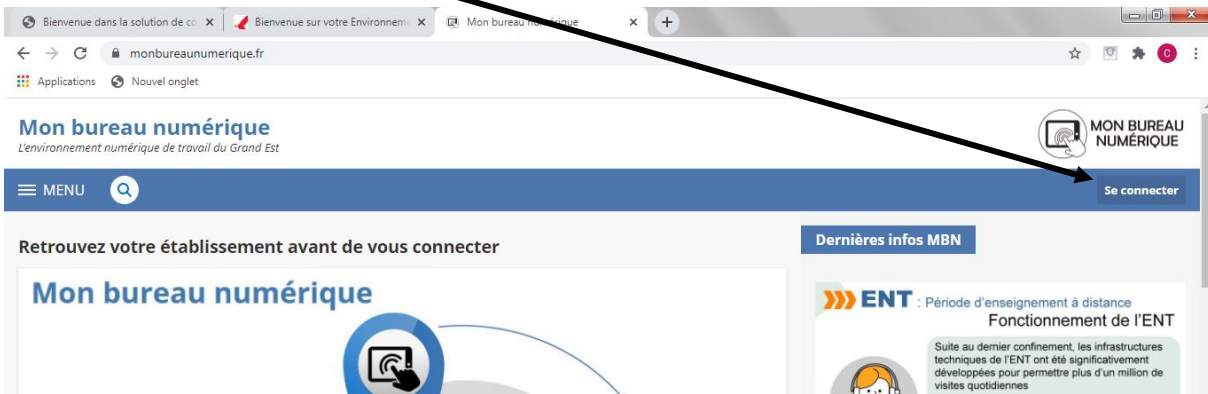 Bienvenue dans la solution de co
Bienvenue sur votre Environnem
Mon bureau numérique
monbureaunumerique.fr
C
Applications
Nouvel onglet
Mon bureau numérique
L'environnement numérique de travail du Grand Est
MON BUREAU
NUMÉRIQUE
MENU
Se connecter
Retrouvez votre établissement avant de vous connecter
Dernières infos MBN
Mon bureau numérique
ENT : Période d'enseignement à distance
Fonctionnement de l'ENT
Suite au dernier confinement, les infrastructures
techniques de l'ENT ont été significativement
développées pour permettre plus d'un million de
visites quotidiennes